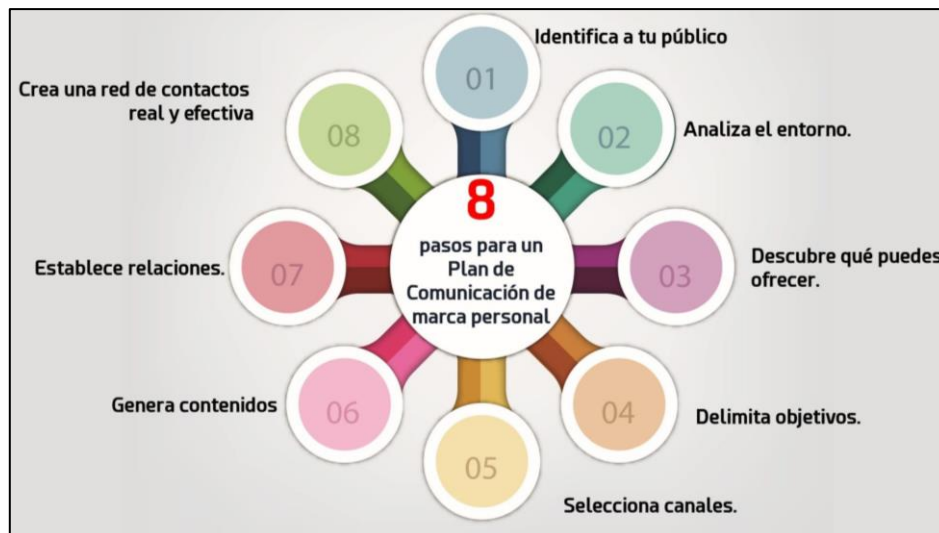 8
pasos para un
Plan de
Comunicación de
marca personal
01
Identifica a tu público
02
Analiza el entorno.
03
Descubre qué puedes
ofrecer.
04
Delimita objetivos.
05
Selecciona canales.
06
Genera contenidos
07
Establece relaciones.
08
Crea una red de contactos
real y efectiva